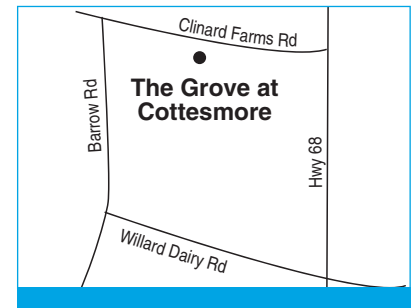 Clinard Farms Rd
The Grove at
Cottesmore
Barrow Rd
Hwy 68
Willard Dairy Rd